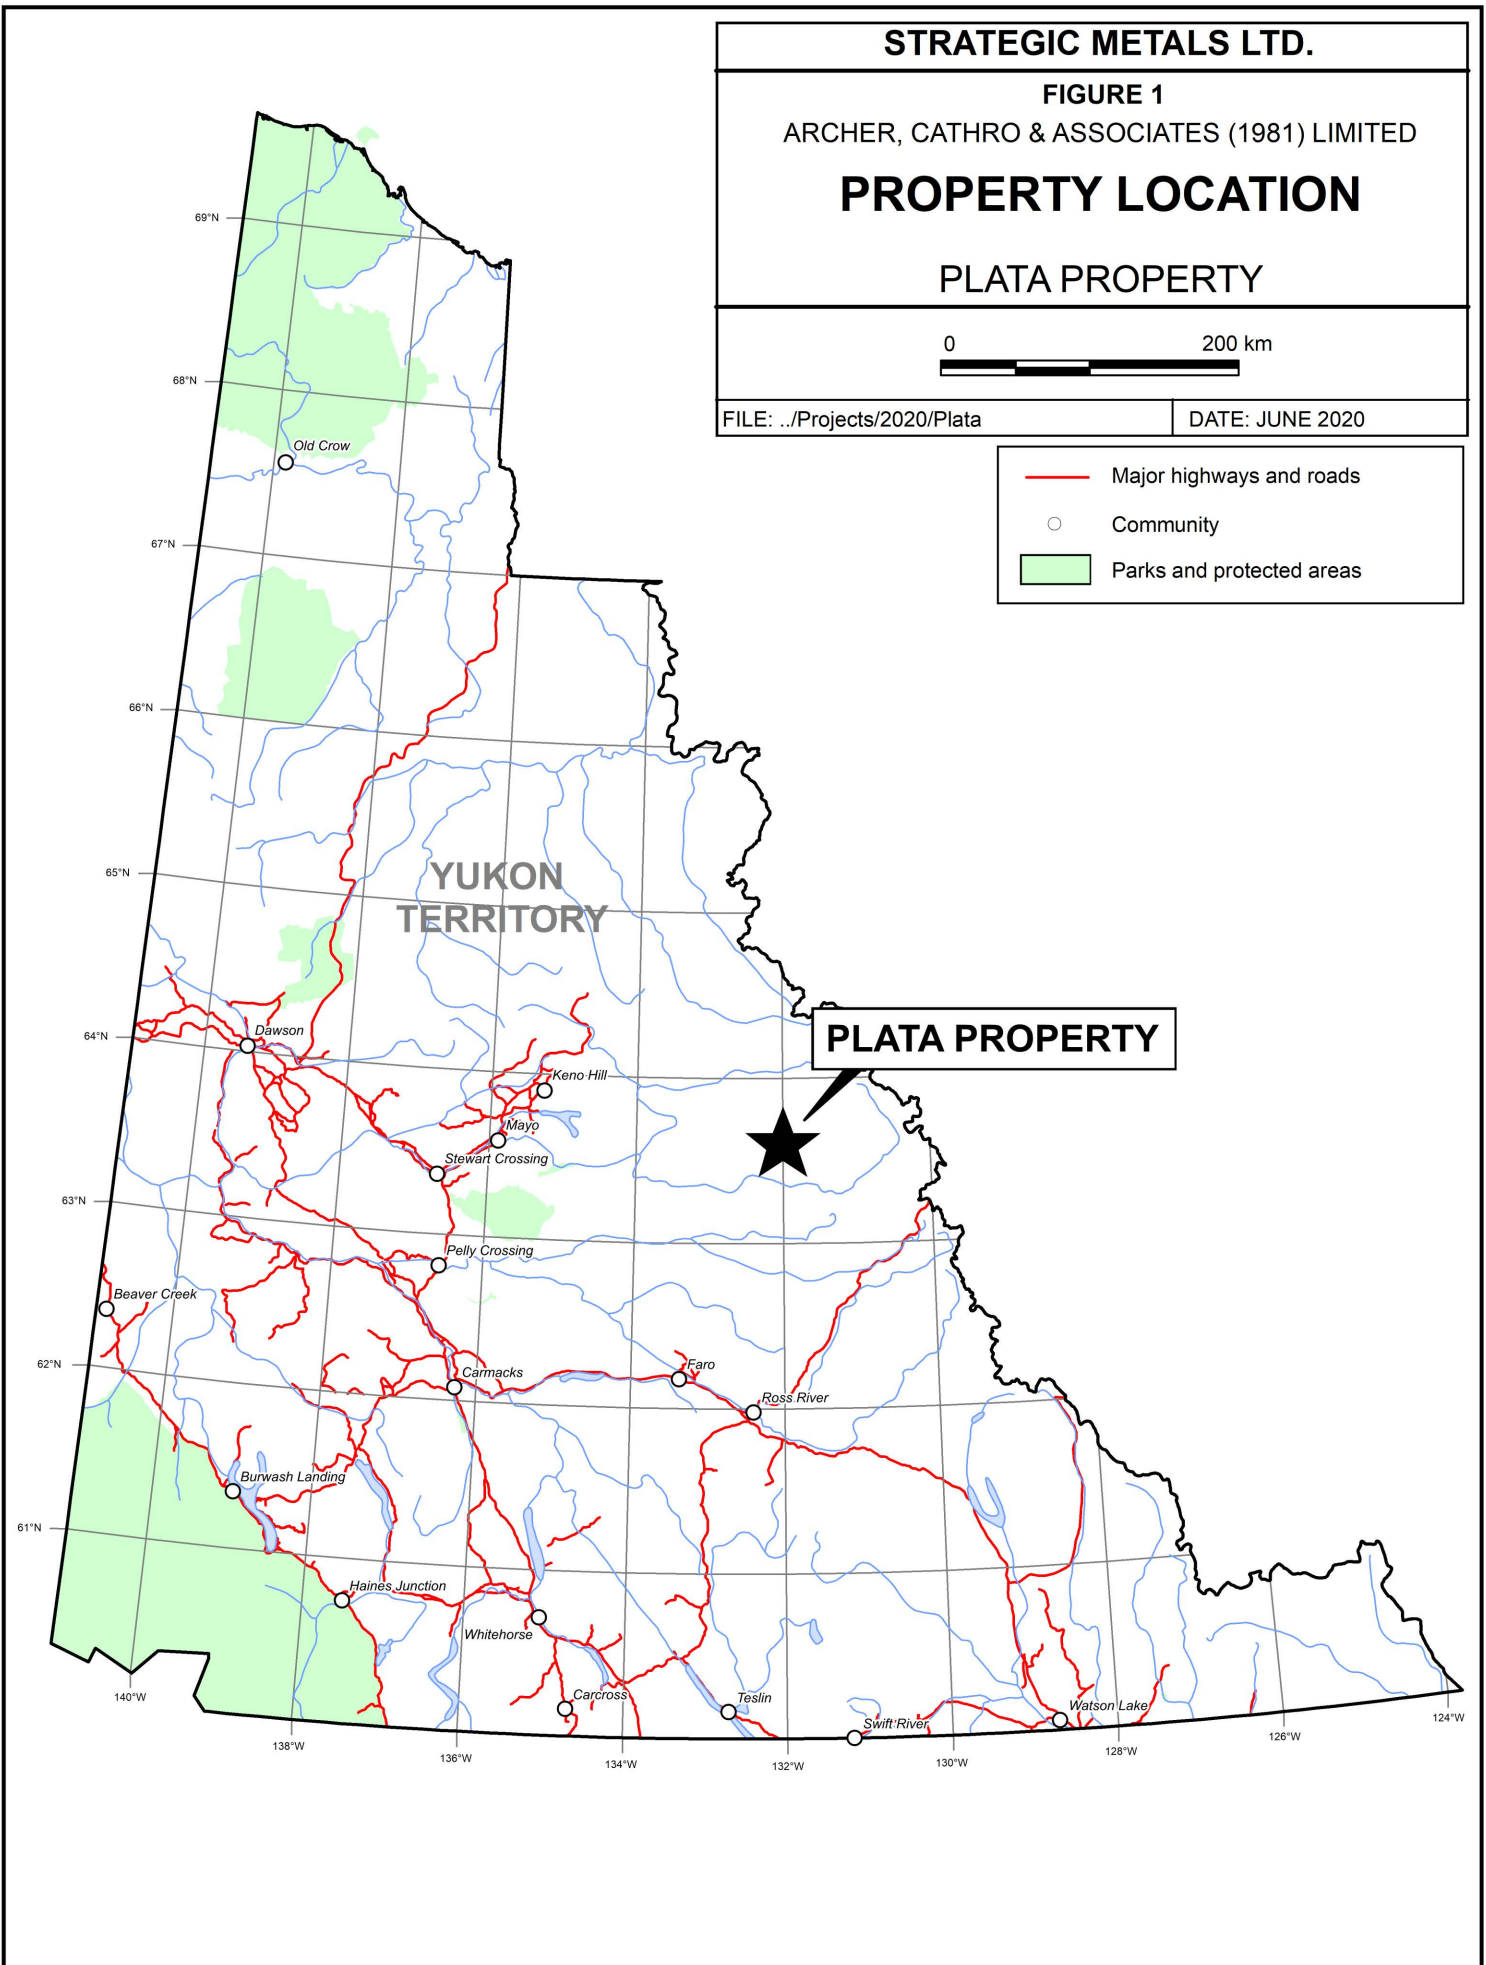 STRATEGIC METALS LTD.
FIGURE 1
ARCHER, CATHRO & ASSOCIATES (1981) LIMITED
PROPERTY LOCATION
PLATA PROPERTY
0 200 km
FILE: ../Projects/2020/Plata DATE: JUNE 2020
Major highways and roads
Community
Parks and protected areas
69°N
68°N
Old Crow
67°N
66°N
65°N
YUKON
TERRITORY
64°N
Dawson
PLATA PROPERTY
Keno Hill
Mayo
Stewart Crossing
63°N
Pelly Crossing
Beaver Creek
62°N
Carmacks
Faro
Ross River
Burwash Landing
61°N
Haines Junction
Whitehorse
Carcross
Teslin
Swift River
Watson Lake
140°W
138°W
136°W
134°W
132°W
130°W
128°W
126°W
124°W